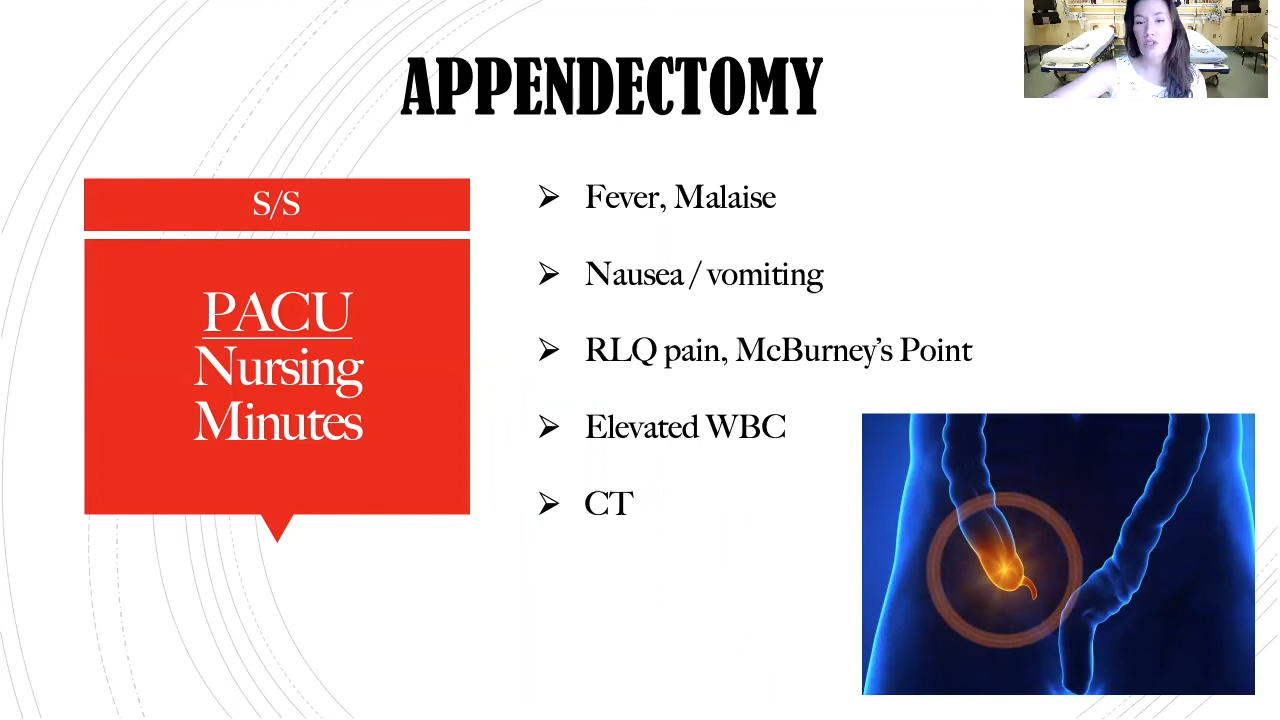 APPENDECTOMY
S/S
PACU
Nursing
Minutes
Fever, Malaise
Nausea / vomiting
RLQ pain, McBurney's Point
Elevated WBC
CT